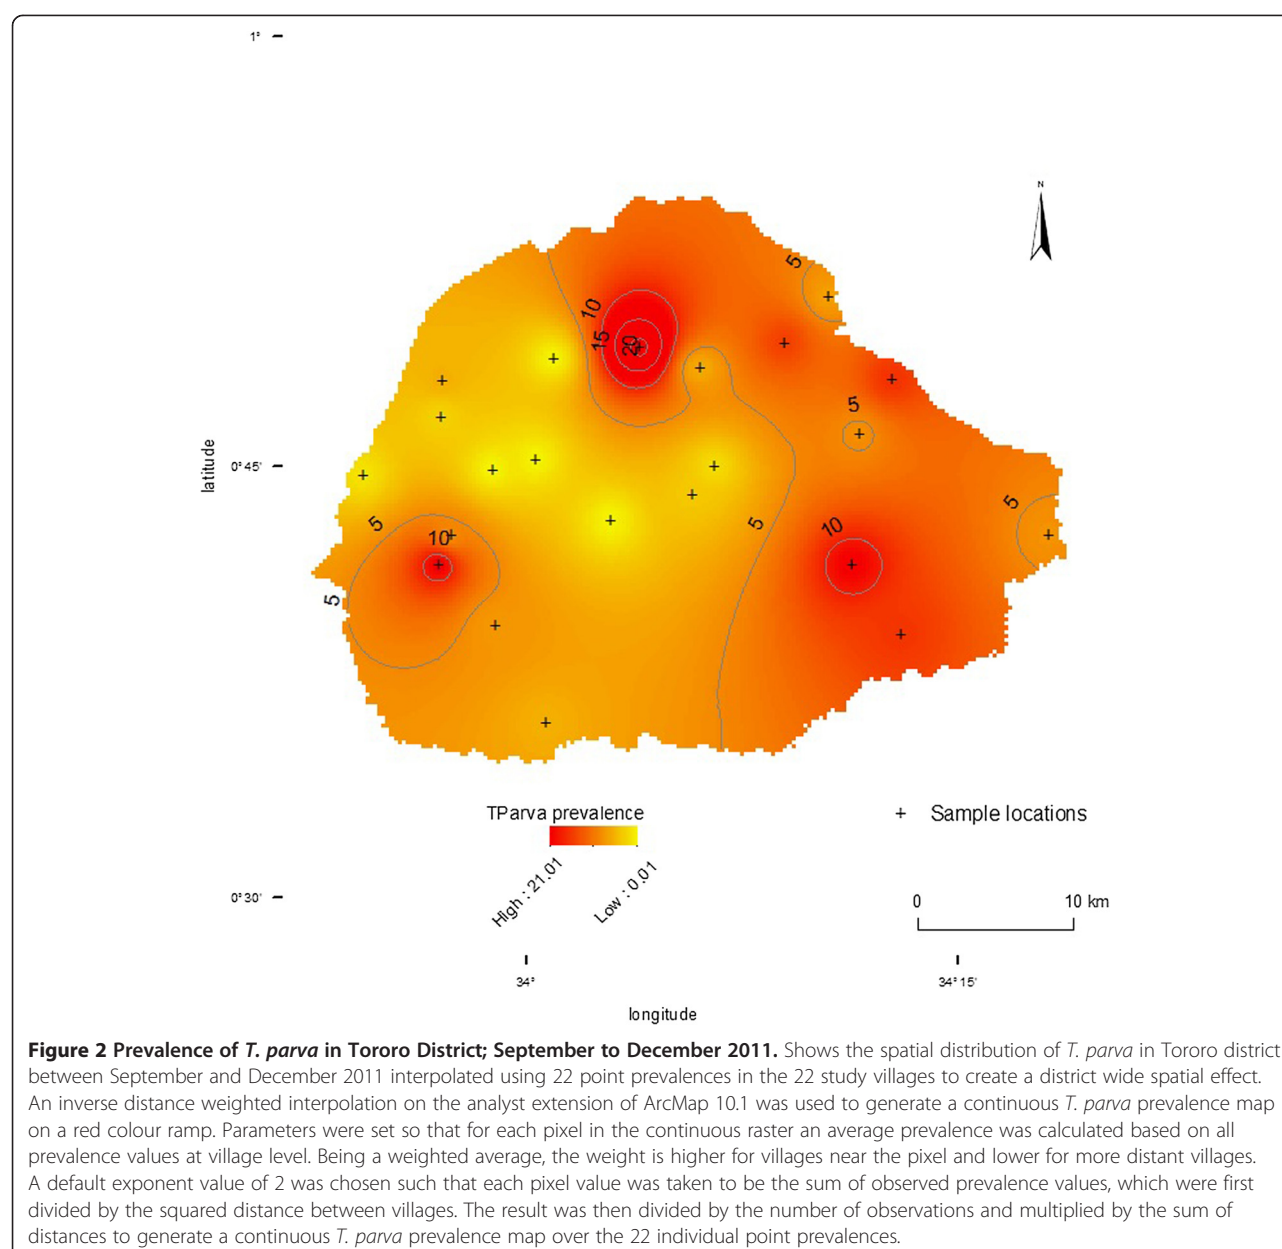 1°
N
5
10
15
20
5
latitude
0° 45'
5
5
10
5
10
5
5
TParva prevalence
+ Sample locations
High : 21.01
Low : 0.01
0° 30'
0 10 km
34°
34° 15'
longitude
Figure 2 Prevalence of T. parva in Tororo District; September to December 2011. Shows the spatial distribution of T. parva in Tororo district
between September and December 2011 interpolated using 22 point prevalences in the 22 study villages to create a district wide spatial effect.
An inverse distance weighted interpolation on the analyst extension of ArcMap 10.1 was used to generate a continuous T. parva prevalence map
on a red colour ramp. Parameters were set so that for each pixel in the continuous raster an average prevalence was calculated based on all
prevalence values at village level. Being a weighted average, the weight is higher for villages near the pixel and lower for more distant villages.
A default exponent value of 2 was chosen such that each pixel value was taken to be the sum of observed prevalence values, which were first
divided by the squared distance between villages. The result was then divided by the number of observations and multiplied by the sum of
distances to generate a continuous T. parva prevalence map over the 22 individual point prevalences.